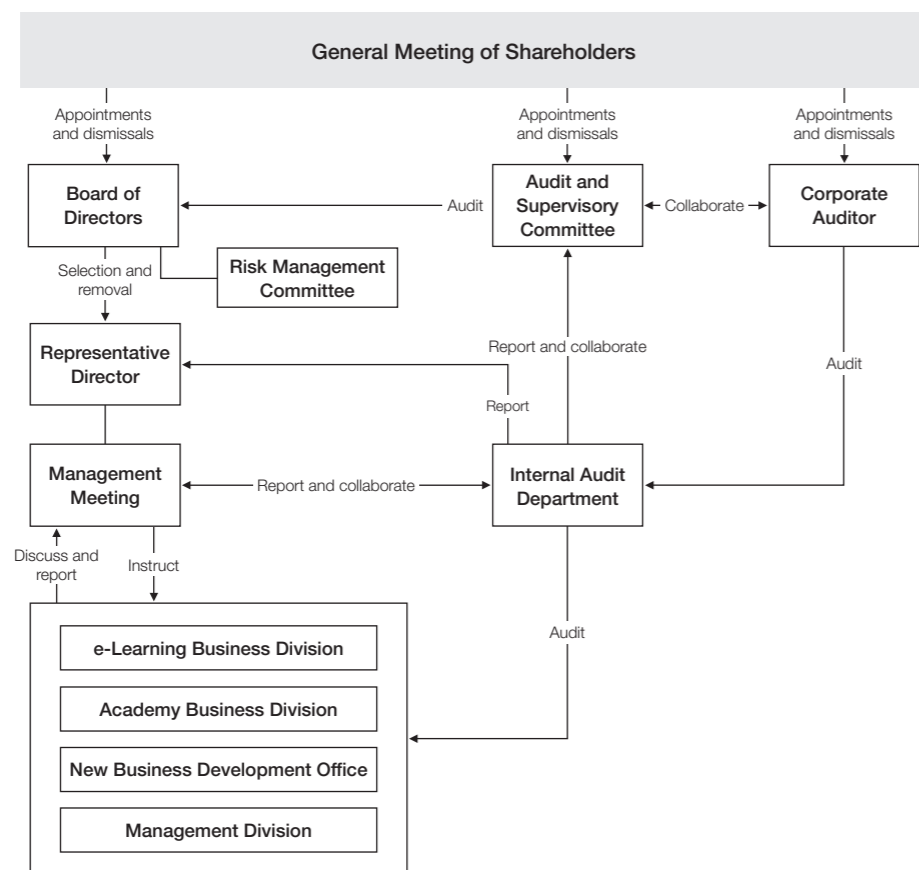 General Meeting of Shareholders
Appointments
and dismissals
Appointments
and dismissals
Appointments
and dismissals
Board of
Directors
Audit
Audit and
Supervisory
Committee
Collaborate
Corporate
Auditor
Selection and
removal
Risk Management
Committee
Representative
Director
Report and collaborate
Audit
Report
Management
Meeting
Report and collaborate
Internal Audit
Department
Discuss and
report
Instruct
Audit
e-Learning Business Division
Academy Business Division
New Business Development Office
Management Division